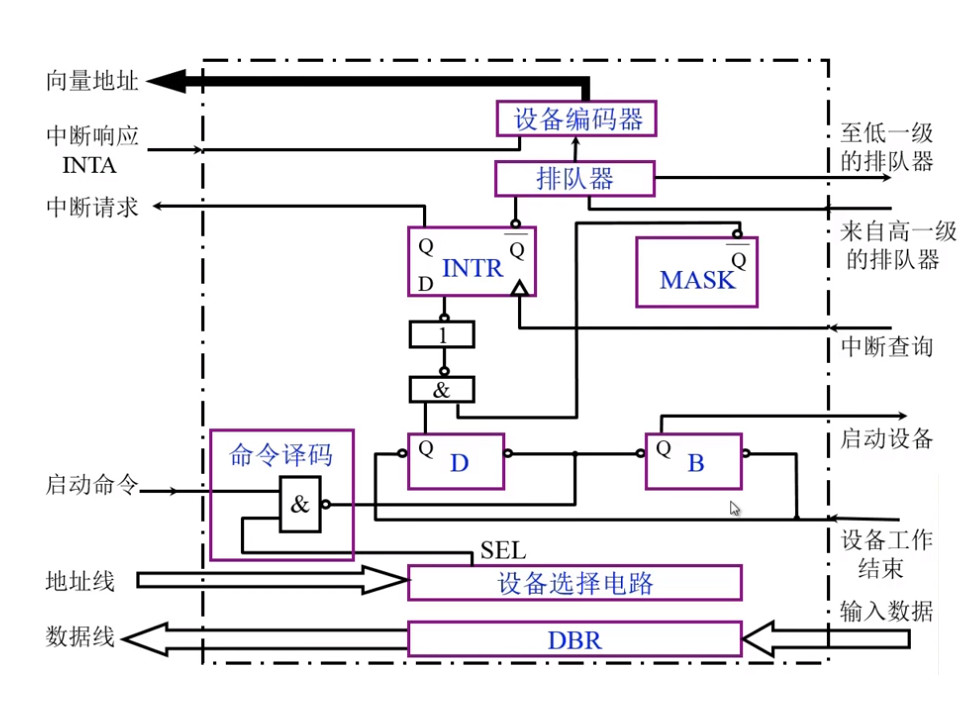 向量地址
设备编码器
中断响应
INTA
至低一级
的排队器
排队器
中断请求
来自高一级
的排队器
Q
Q
INTR
D
Q
MASK
1
中断查询
&
启动设备
命令译码
Q
D
Q
B
启动命令
&
设备工作
结束
SEL
地址线
设备选择电路
输入数据
数据线
DBR